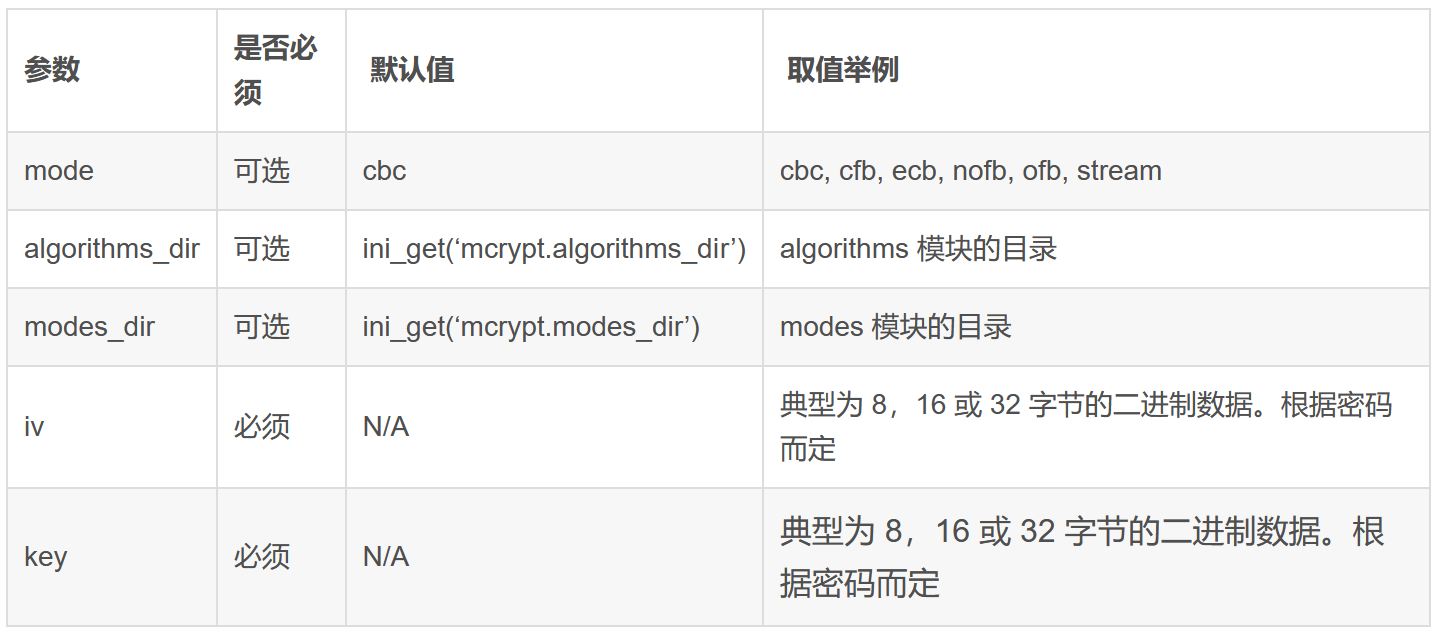 参数 是否必须 默认值 取值举例
mode 可选 cbc cbc, cfb, ecb, nofb, ofb, stream
algorithms_dir 可选 ini_get(‘mcrypt.algorithms_dir’) algorithms 模块的目录
modes_dir 可选 ini_get(‘mcrypt.modes_dir’) modes 模块的目录
iv 必须 N/A 典型为 8，16 或 32 字节的二进制数据。根据密码
而定
key 必须 N/A 典型为 8，16 或 32 字节的二进制数据。根
据密码而定